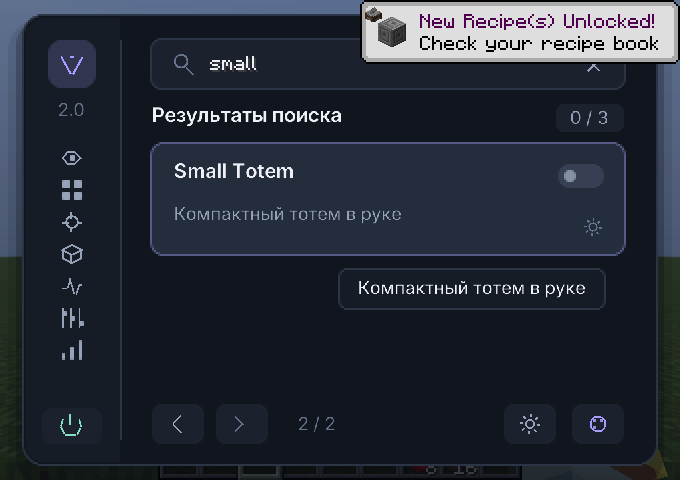 New Recipe(s) Unlocked!
Check your recipe book
small
2.0
Результаты поиска
0 / 3
Small Totem
Компактный тотем в руке
Компактный тотем в руке
2 / 2